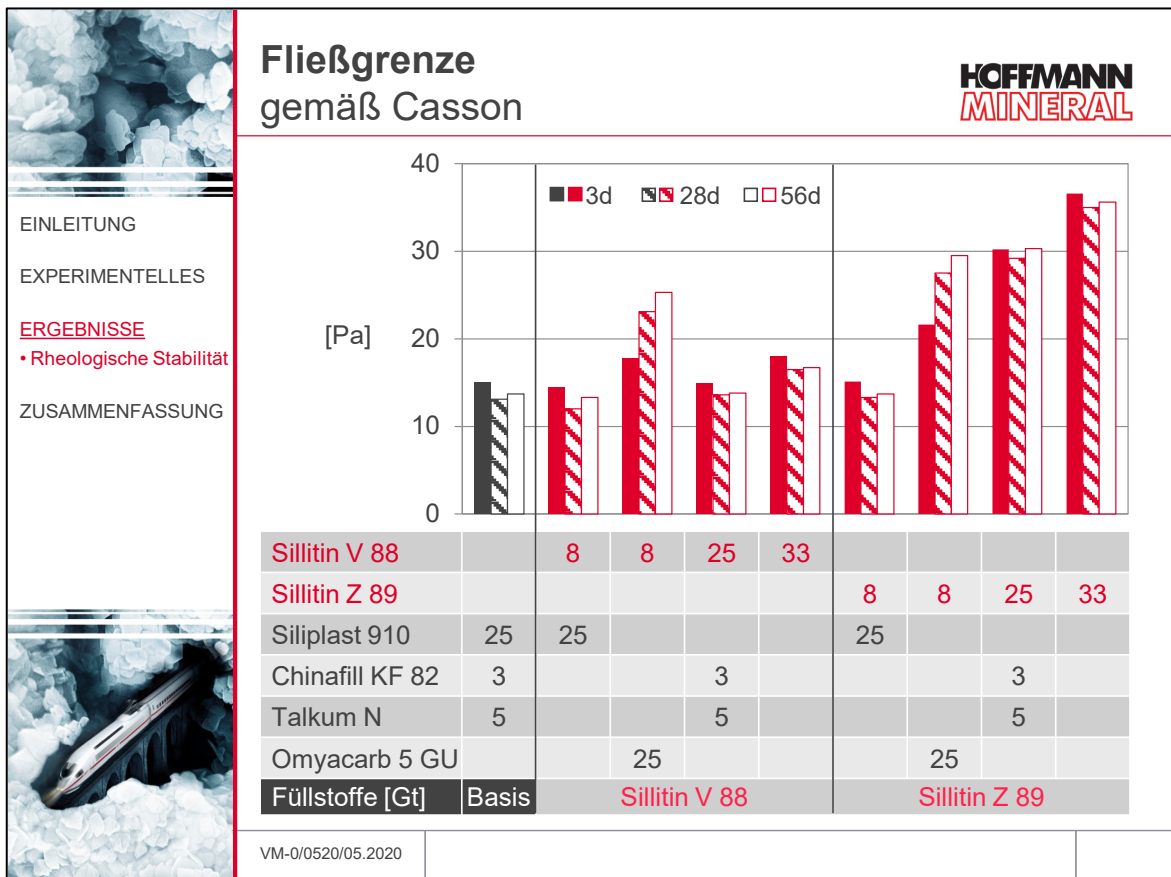 Fließgrenze
gemäß Casson
HOFFMANN
MINERAL
EINLEITUNG
EXPERIMENTELLES
ERGEBNISSE
• Rheologische Stabilität
ZUSAMMENFASSUNG
40
30
20
10
0
[Pa]
3d 28d 56d
Sillitin V 88 8 8 25 33
Sillitin Z 89 8 8 25 33
Siliplast 910 25 25 25
Chinafill KF 82 3 3 3
Talkum N 5 5 5
Omyacarb 5 GU 25 25
Füllstoffe [Gt] Basis Sillitin V 88 Sillitin Z 89
VM-0/0520/05.2020